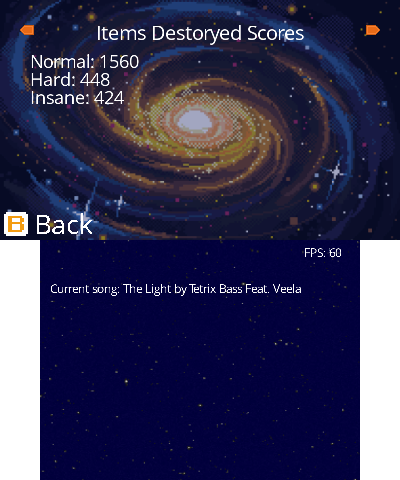 Items Destoryed Scores
Normal: 1560
Hard: 448
Insane: 424
B Back
FPS: 60
Current song: The Light by Tetrix Bass Feat. Veela